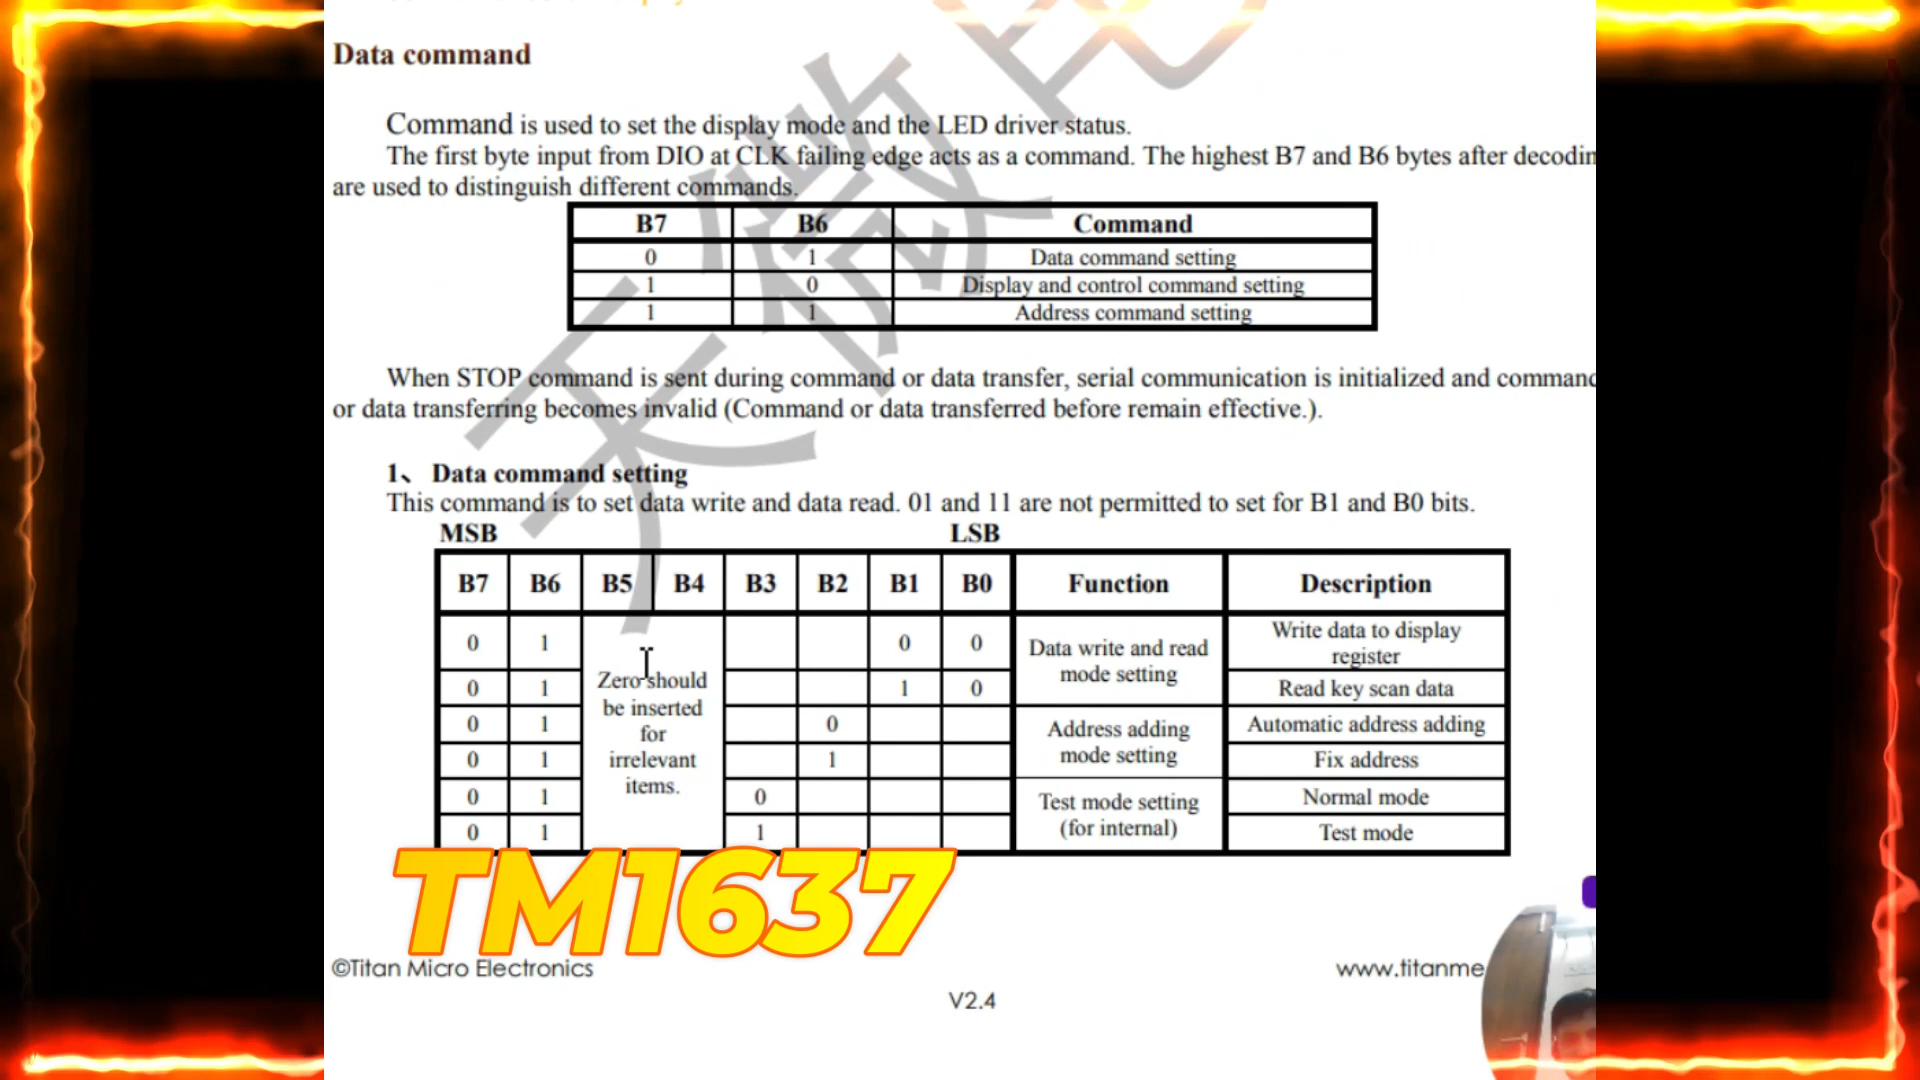 Data command
Command is used to set the display mode and the LED driver status.
The first byte input from DIO at CLK failing edge acts as a command. The highest B7 and B6 bytes after decodin
are used to distinguish different commands.
B7 B6 Command
0 1 Data command setting
1 0 Display and control command setting
1 1 Address command setting
When STOP command is sent during command or data transfer, serial communication is initialized and command
or data transferring becomes invalid (Command or data transferred before remain effective.).
1、 Data command setting
This command is to set data write and data read. 01 and 11 are not permitted to set for B1 and B0 bits.
MSB LSB
B7 B6 B5 B4 B3 B2 B1 B0 Function Description
0 1 0 0 Write data to display
register
Data write and read
mode setting
0 1 1 0 Read key scan data
Zero should
be inserted
for
irrelevant
items.
0 1 0 Automatic address adding
Address adding
mode setting
0 1 1 Fix address
0 1 0 Normal mode
Test mode setting
(for internal)
0 1 1 Test mode
TM1637
©Titan Micro Electronics www.titanme
V2.4
天微电